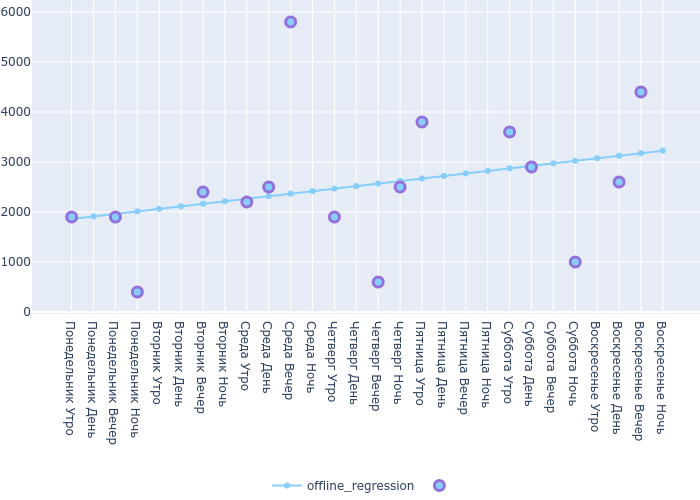 6000
5000
4000
3000
2000
1000
0
Понедельник Утро
Понедельник День
Понедельник Вечер
Понедельник Ночь
Вторник Утро
Вторник День
Вторник Вечер
Вторник Ночь
Среда Утро
Среда День
Среда Вечер
Среда Ночь
Четверг Утро
Четверг День
Четверг Вечер
Четверг Ночь
Пятница Утро
Пятница День
Пятница Вечер
Пятница Ночь
Суббота Утро
Суббота День
Суббота Вечер
Суббота Ночь
Воскресенье Утро
Воскресенье День
Воскресенье Вечер
Воскресенье Ночь
offline_regression